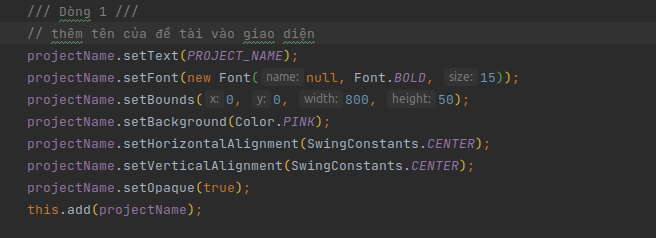 /// Dòng 1 ///
// thêm tên của đề tài vào giao diện
projectName.setText(PROJECT_NAME);
projectName.setFont(new Font( name: null, Font.BOLD, size: 15));
projectName.setBounds( x: 0, y: 0, width: 800, height: 50);
projectName.setBackground(Color.PINK);
projectName.setHorizontalAlignment(SwingConstants.CENTER);
projectName.setVerticalAlignment(SwingConstants.CENTER);
projectName.setOpaque(true);
this.add(projectName);